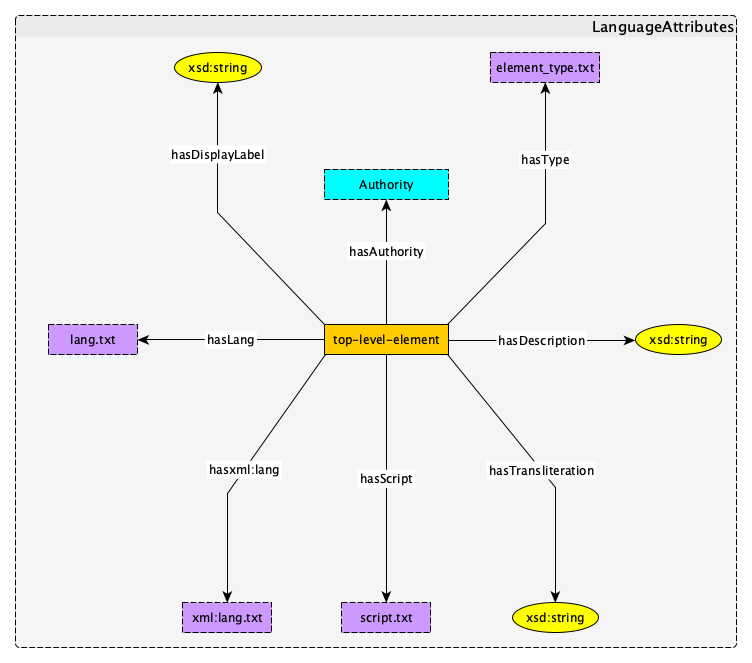 LanguageAttributes
xsd:string
element_type.txt
hasDisplayLabel
hasType
Authority
hasAuthority
lang.txt
hasLang
top-level-element
hasDescription
xsd:string
hasxml:lang
hasScript
hasTransliteration
xml:lang.txt
script.txt
xsd:string